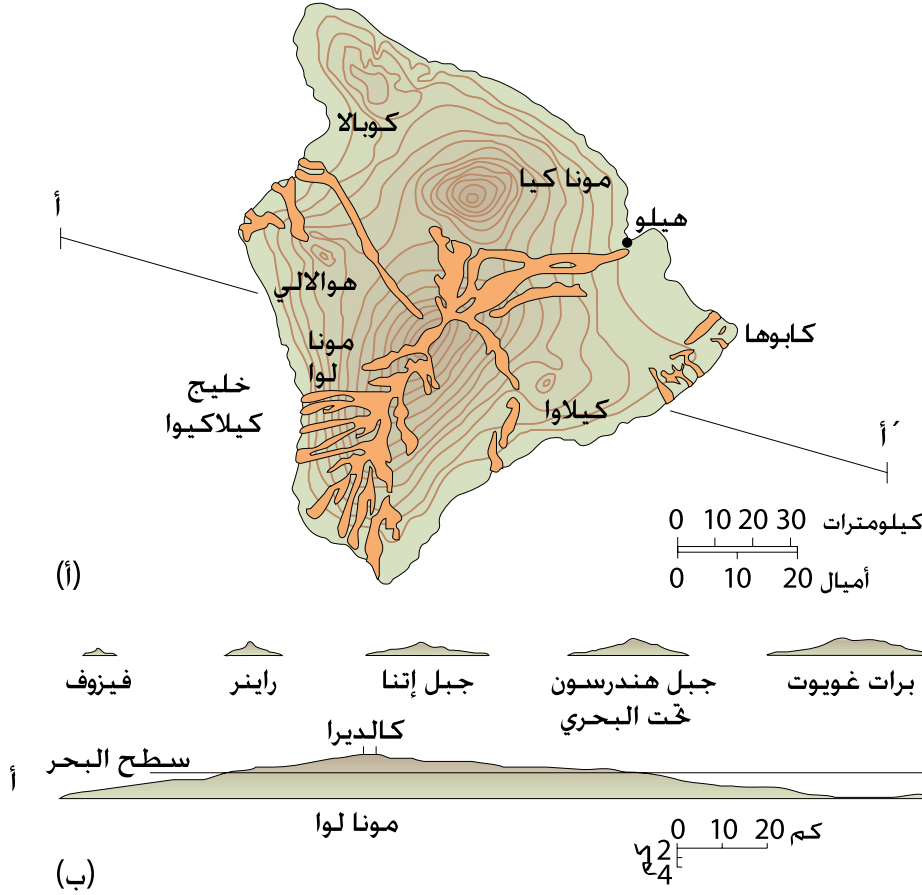 كوبالا
مونا كيا
أ
هيلو
هوالالي
كابوها
مونا
لوا
خليج
كيلاكيوا
كيلاوا
أ´
0 10 20 30 كيلومترات
0 10 20 أميال
(أ)
فيزوف
راينر
جبل إتنا
جبل هندرسون
تحت البحري
برات غويوت
كالديرا
سطح البحر
أ
مونا لوا
0 10 20 كم
2
4
(ب)